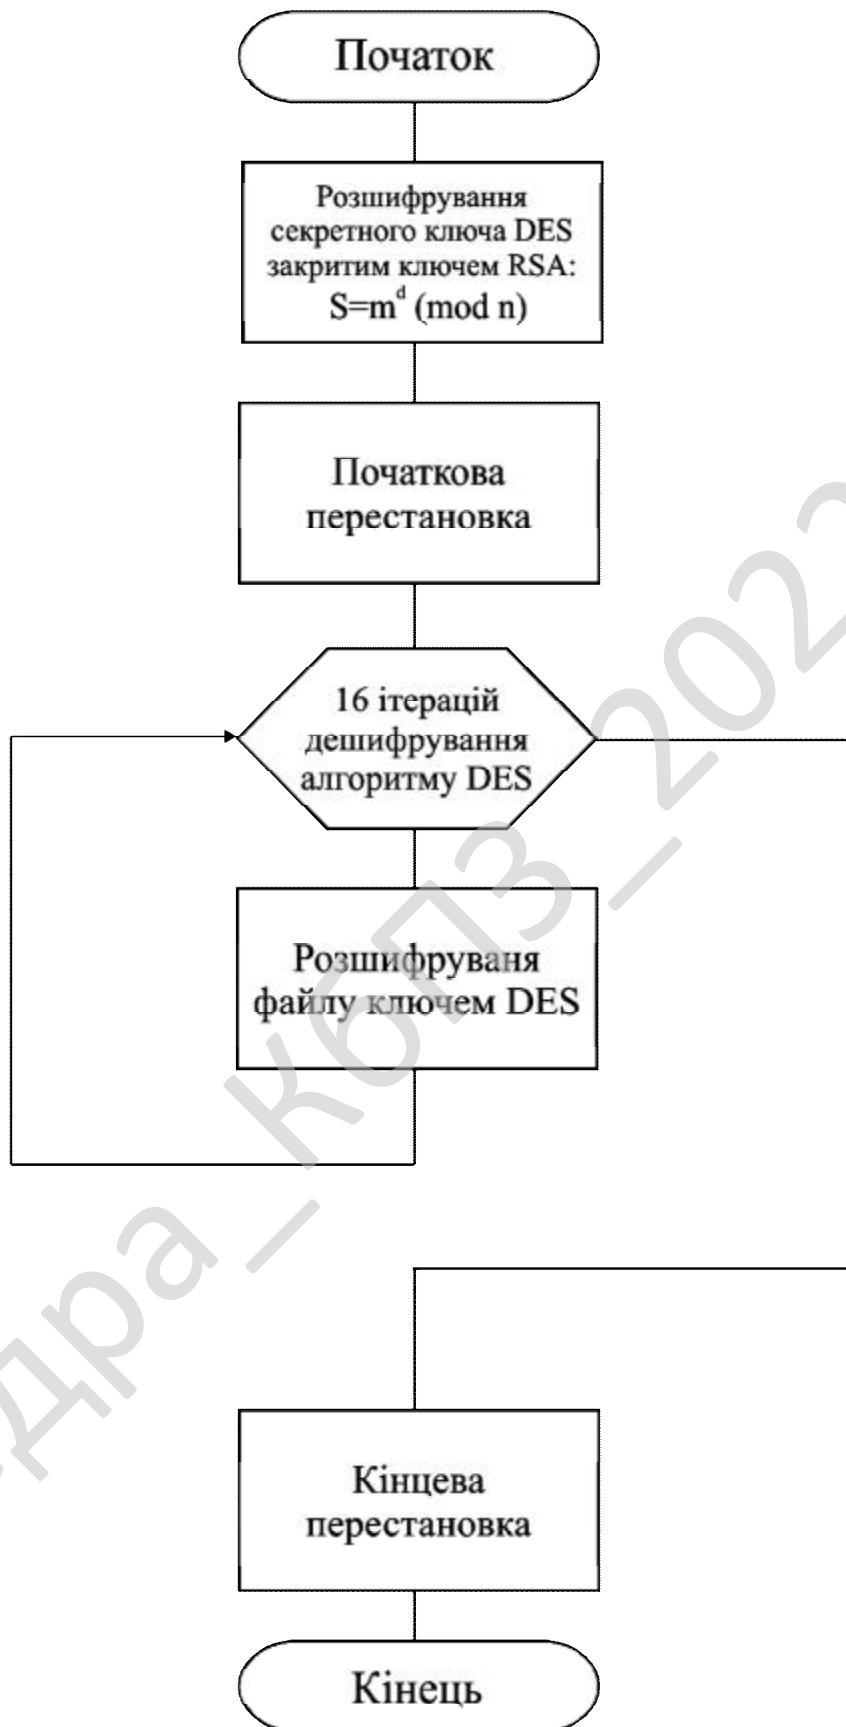 Початок
Розшифрування
секретного ключа DES
закритим ключем RSA:
S=m^d (mod n)
Початкова
перестановка
16 ітерацій
дешифрування
алгоритму DES
Розшифруваня
файлу ключем DES
Кінцева
перестановка
Кінець
дра_КбПЗ_202